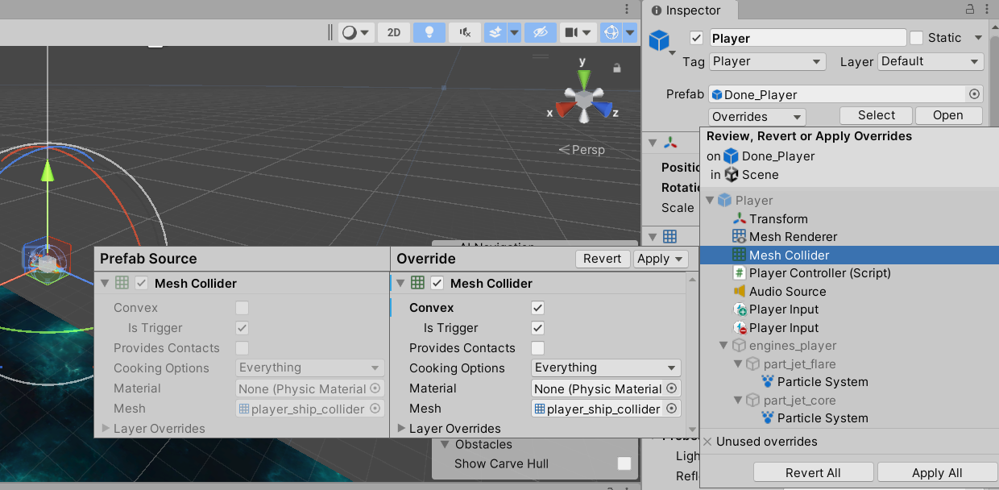 Inspector
2D
Player
Static
Tag Player Layer Default
Prefab Done_Player
Overrides Select Open
Review, Revert or Apply Overrides
on Done_Player
in Scene
y
x
z
Persp
Scale
Player
Transform
Mesh Renderer
Mesh Collider
Player Controller (Script)
Audio Source
Player Input
Player Input
engines_player
part_jet_flare
Particle System
part_jet_core
Particle System
Unused overrides
Revert All Apply All
Prefab Source
Mesh Collider
Convex
Is Trigger
Provides Contacts
Cooking Options Everything
Material None (Physic Material
Mesh player_ship_collider
Layer Overrides
Override Revert Apply
Mesh Collider
Convex
Is Trigger
Provides Contacts
Cooking Options Everything
Material None (Physic Material
Mesh player_ship_collider
Layer Overrides
Obstacles
Show Carve Hull